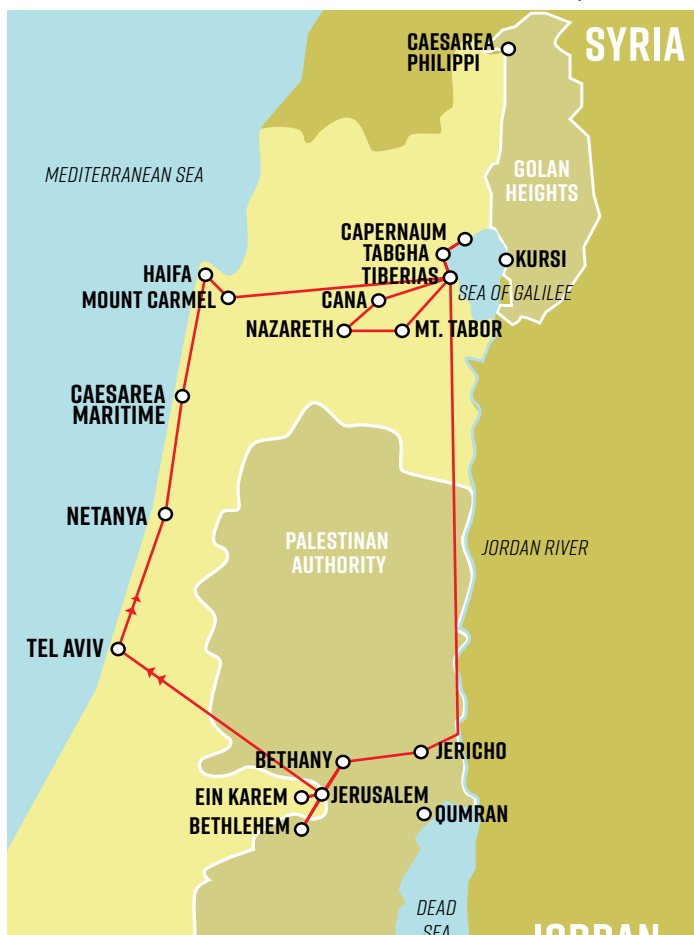 CAESAREA
PHILIPPI
SYRIA
MEDITERRANEAN SEA
GOLAN
HEIGHTS
CAPERNAUM
TABGHA
TIBERIAS
KURSI
HAIFA
MOUNT CARMEL
CANA
SEA OF GALILEE
NAZARETH
MT. TABOR
CAESAREA
MARITIME
NETANYA
PALESTINAN
AUTHORITY
JORDAN RIVER
TEL AVIV
BETHANY
JERICHO
EIN KAREM
JERUSALEM
BETHLEHEM
QUMRAN
DEAD
SEA
JORDAN